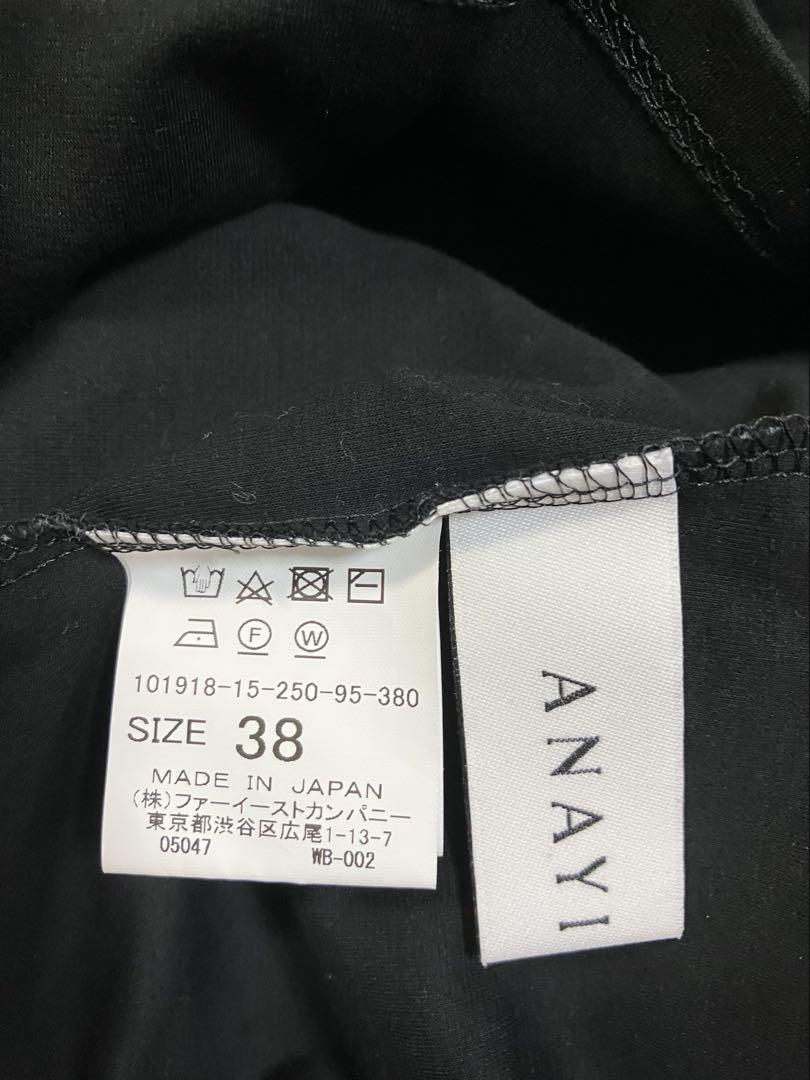 F W
101918-15-250-95-380
SIZE 38
MADE IN JAPAN
(株)ファーイーストカンパニー
東京都渋谷区広尾1-13-7
05047 WB-002
ANAYI